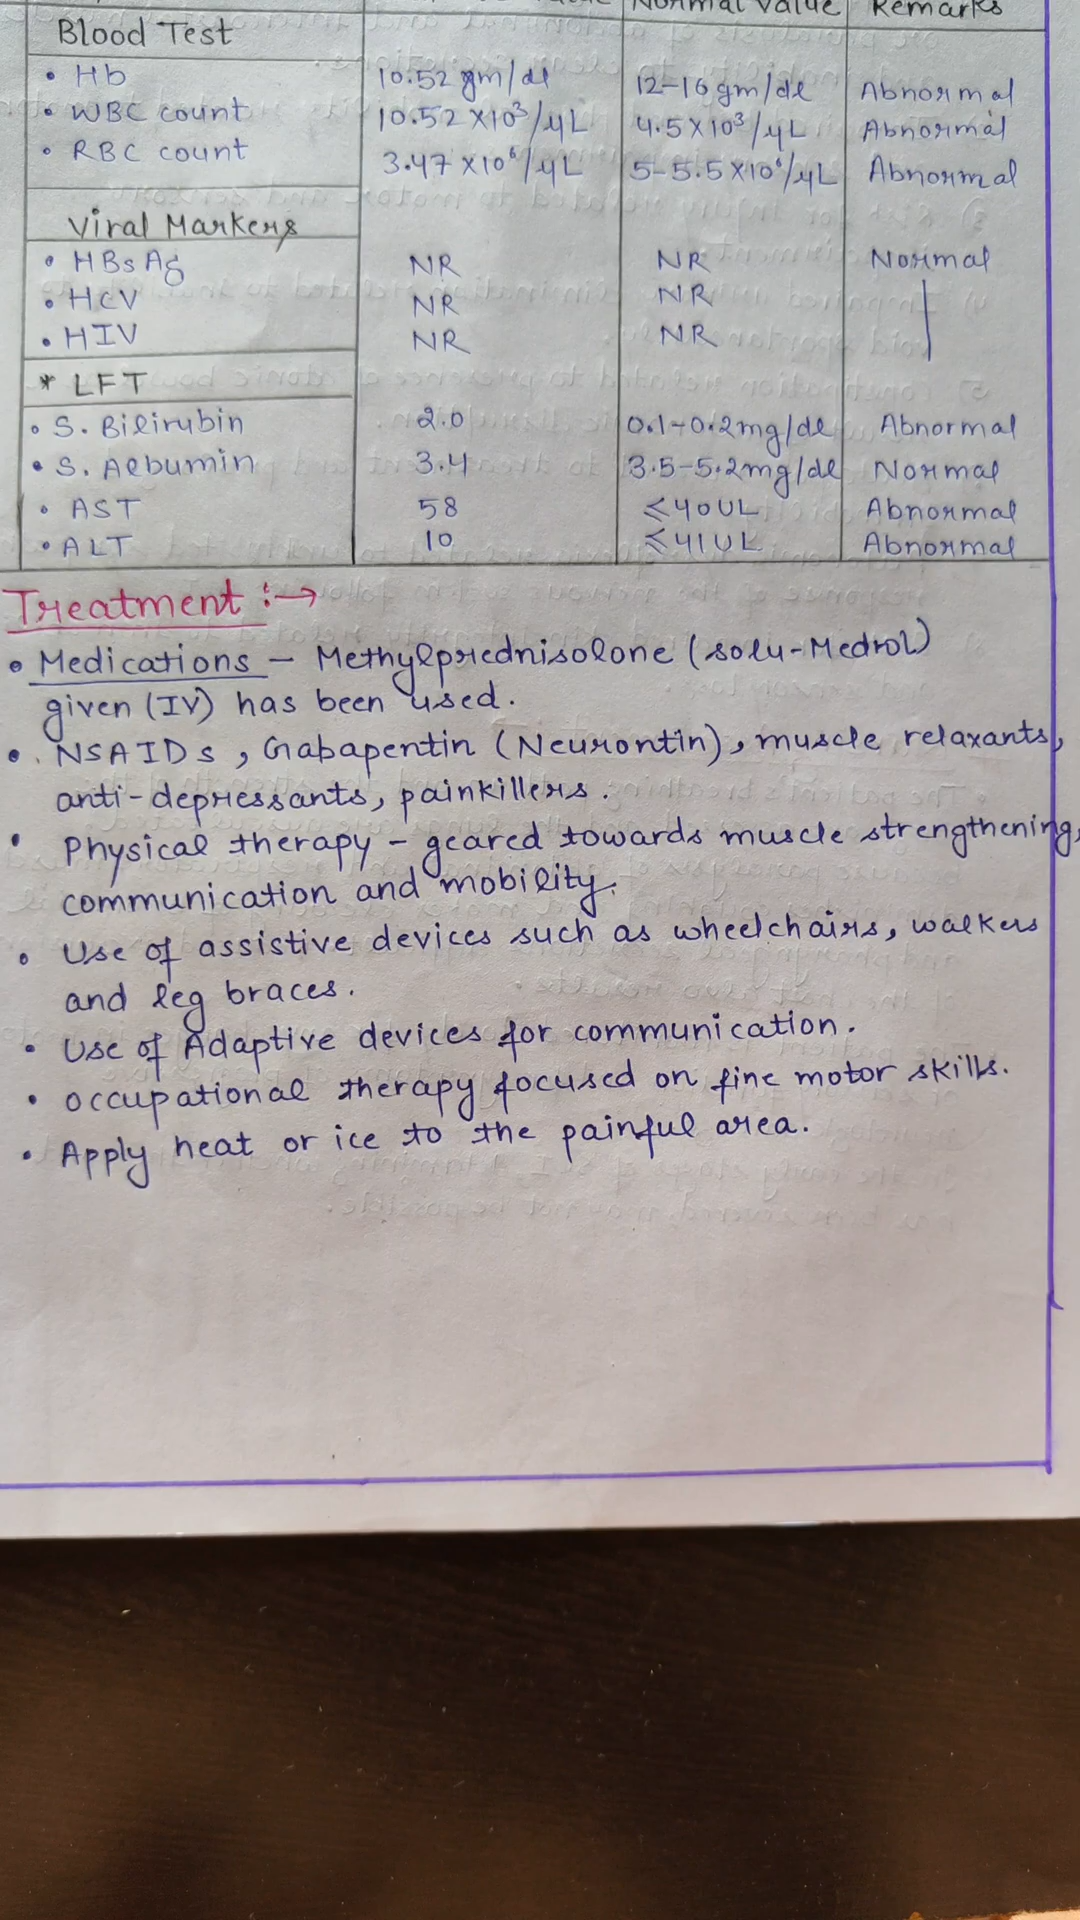 Normal Value Remarks
Blood Test
• Hb 10.52 gm/dl 12-16 gm/dl Abnormal
• WBC count 10.52 X10³/μL 4.5X10³/μL Abnormal
• RBC count 3.47 X10⁶/μL 5-5.5 X10⁶/μL Abnormal
Viral Markers
• HBsAg NR NR Normal
• HCV NR NR
• HIV NR NR
* LFT
• S. Bilirubin 2.0 0.1-0.2mg/dl Abnormal
• S. Albumin 3.4 3.5-5.2mg/dl Normal
• AST 58 ≤40UL Abnormal
• ALT 10 ≤41UL Abnormal
Treatment :→
• Medications - Methylprednisolone (solu-Medrol)
given (IV) has been used.
• NSAIDs, Gabapentin (Neurontin), muscle relaxants,
anti-depressants, painkillers.
• Physical therapy - geared towards muscle strengthening,
communication and mobility.
• Use of assistive devices such as wheelchairs, walkers
and leg braces.
• Use of Adaptive devices for communication.
• occupational therapy focused on fine motor skills.
• Apply heat or ice to the painful area.